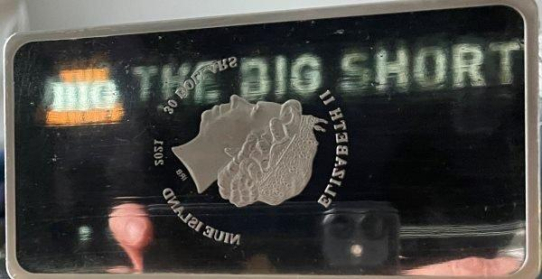 BIG THE BIG SHORT
30 DOLLARS
2021
NIUE ISLAND
ELIZABETH II